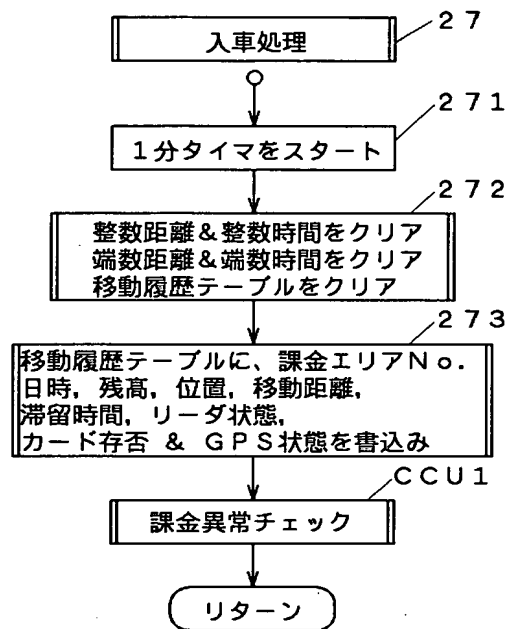 ２７
入車処理
２７１
１分タイマをスタート
２７２
整数距離＆整数時間をクリア
端数距離＆端数時間をクリア
移動履歴テーブルをクリア
２７３
移動履歴テーブルに、課金エリアＮｏ．
日時，残髙，位置，移動距離，
滞留時間，リーダ状態，
カード存否 ＆ ＧＰＳ状態を書込み
ＣＣＵ１
課金異常チェック
リターン